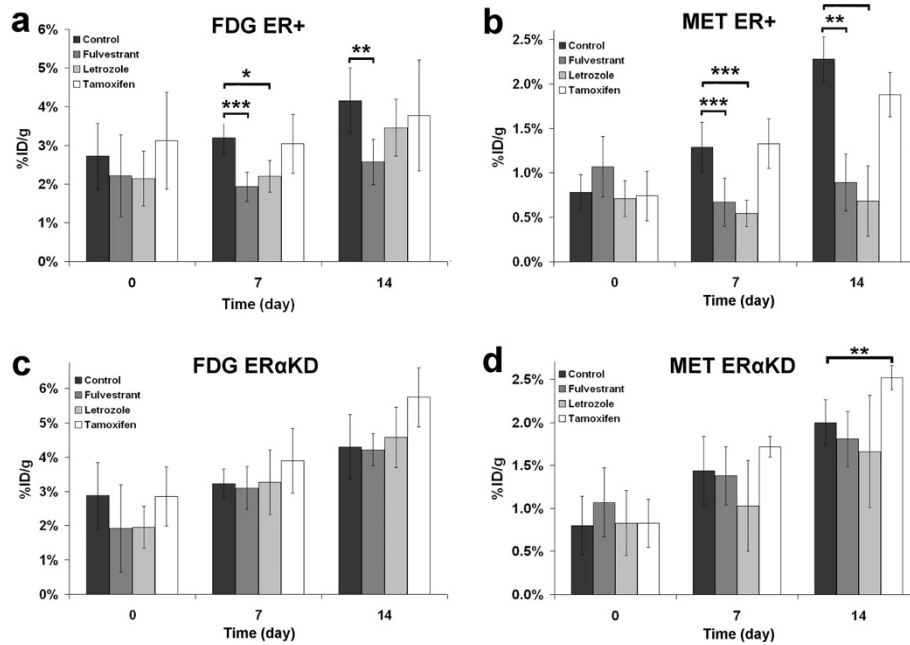 a
FDG ER+
6%
5%
4%
3%
2%
1%
0%
%ID/g
Control
Fulvestrant
Letrozole
Tamoxifen
*
***
**
0 7 14
Time (day)
b
MET ER+
2.5%
2.0%
1.5%
1.0%
0.5%
0.0%
%ID/g
Control
Fulvestrant
Letrozole
Tamoxifen
***
***
**
0 7 14
Time (day)
c
FDG ERαKD
6%
5%
4%
3%
2%
1%
0%
%ID/g
Control
Fulvestrant
Letrozole
Tamoxifen
0 7 14
Time (day)
d
MET ERαKD
2.5%
2.0%
1.5%
1.0%
0.5%
0.0%
%ID/g
Control
Fulvestrant
Letrozole
Tamoxifen
**
0 7 14
Time (day)